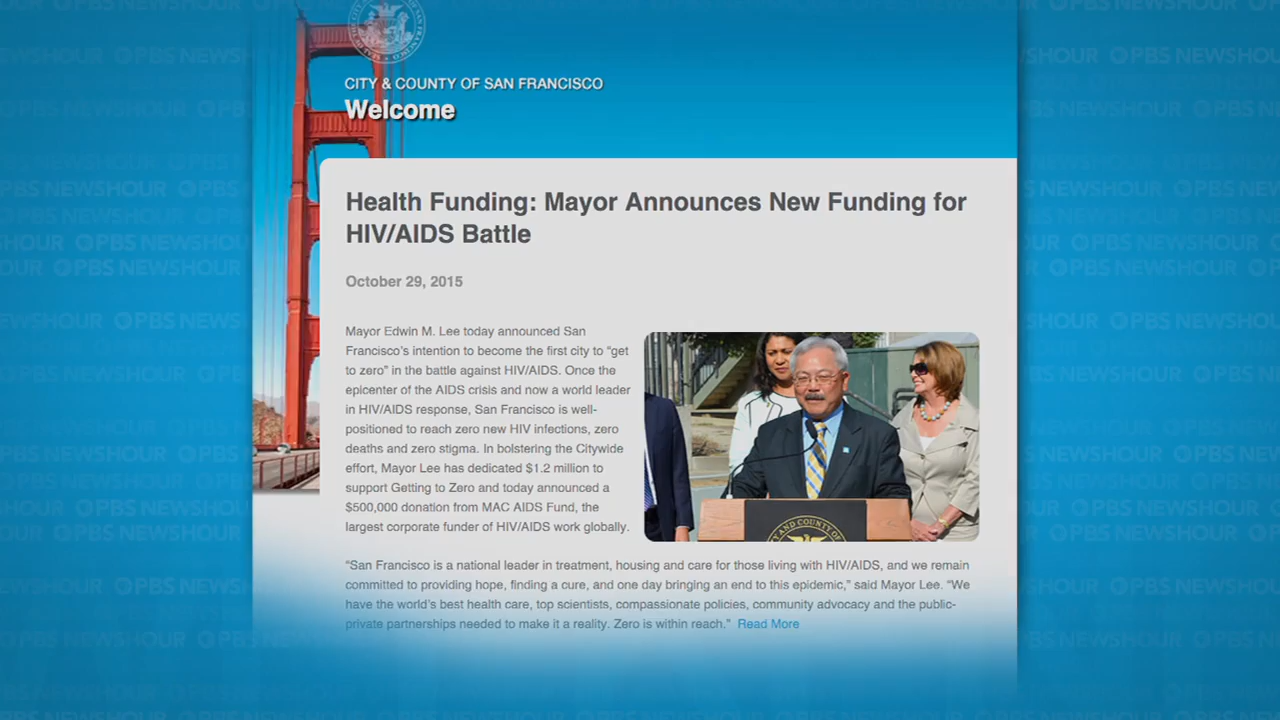 CITY & COUNTY OF SAN FRANCISCO
Welcome
Health Funding: Mayor Announces New Funding for
HIV/AIDS Battle
October 29, 2015
Mayor Edwin M. Lee today announced San
Francisco's intention to become the first city to “get
to zero” in the battle against HIV/AIDS. Once the
epicenter of the AIDS crisis and now a world leader
in HIV/AIDS response, San Francisco is well-
positioned to reach zero new HIV infections, zero
deaths and zero stigma. In bolstering the Citywide
effort, Mayor Lee has dedicated $1.2 million to
support Getting to Zero and today announced a
$500,000 donation from MAC AIDS Fund, the
largest corporate funder of HIV/AIDS work globally.
“San Francisco is a national leader in treatment, housing and care for those living with HIV/AIDS, and we remain
committed to providing hope, finding a cure, and one day bringing an end to this epidemic,” said Mayor Lee. “We
have the world's best health care, top scientists, compassionate policies, community advocacy and the public-
private partnerships needed to make it a reality. Zero is within reach.” Read More
PBS NEWSHOUR